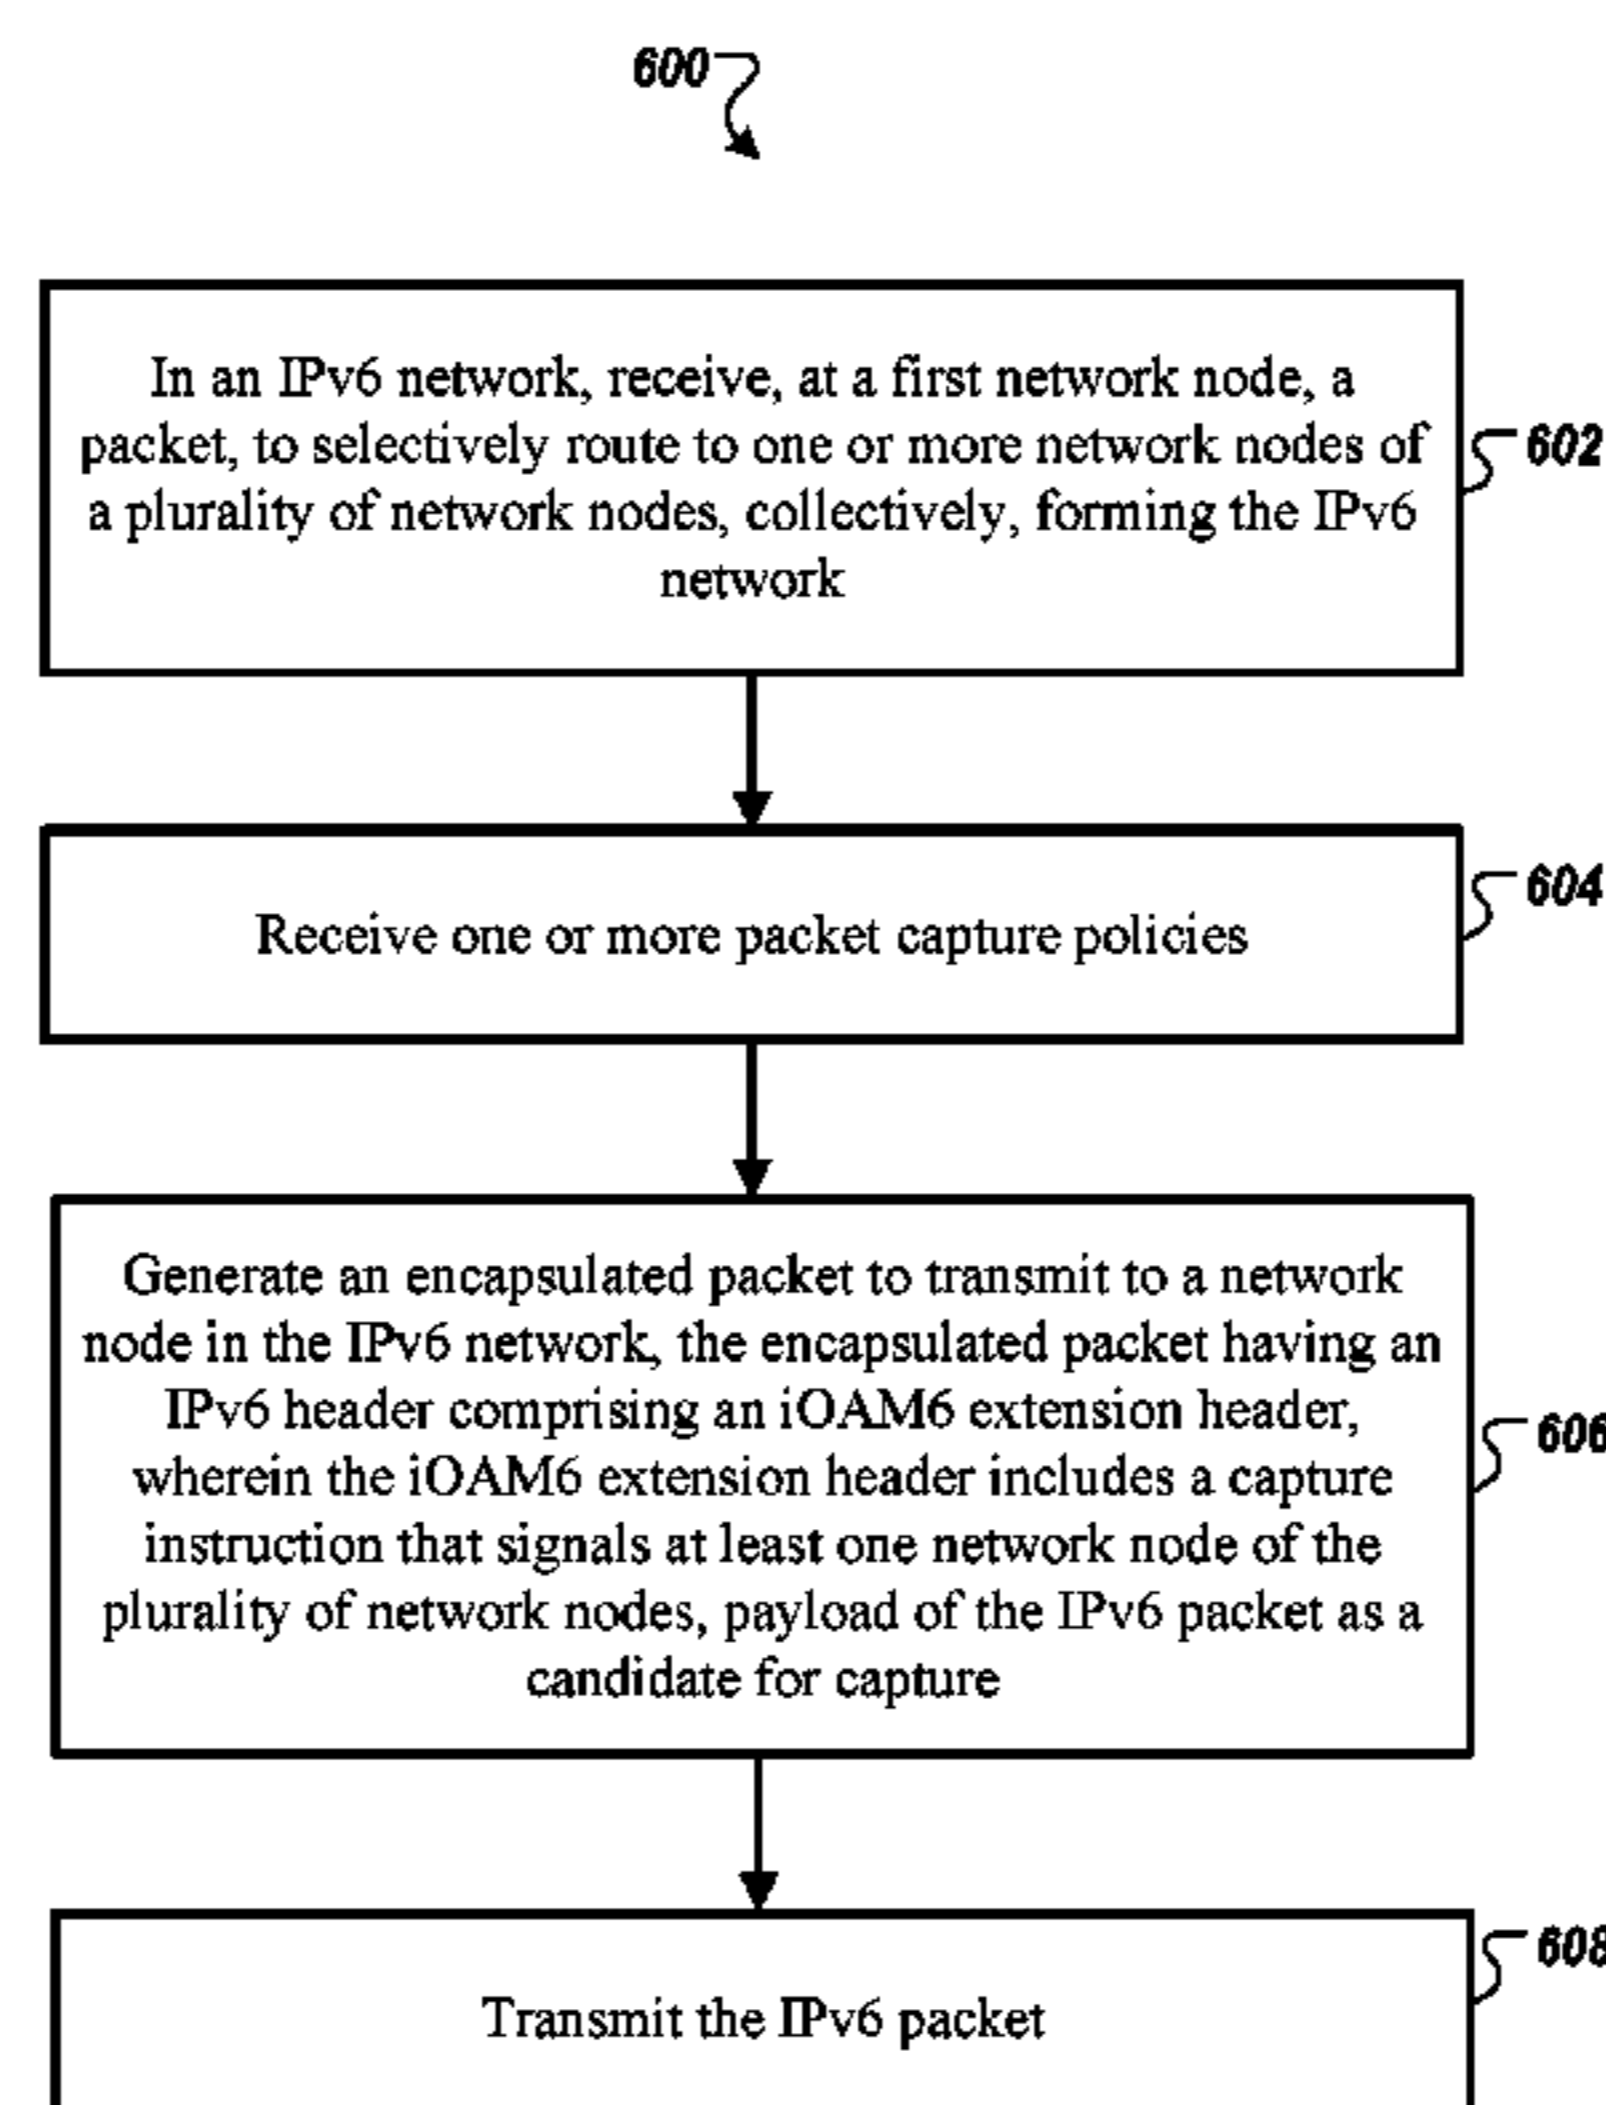 600
In an IPv6 network, receive, at a first network node, a
packet, to selectively route to one or more network nodes of
a plurality of network nodes, collectively, forming the IPv6
network
602
Receive one or more packet capture policies
604
Generate an encapsulated packet to transmit to a network
node in the IPv6 network, the encapsulated packet having an
IPv6 header comprising an iOAM6 extension header,
wherein the iOAM6 extension header includes a capture
instruction that signals at least one network node of the
plurality of network nodes, payload of the IPv6 packet as a
candidate for capture
606
Transmit the IPv6 packet
608